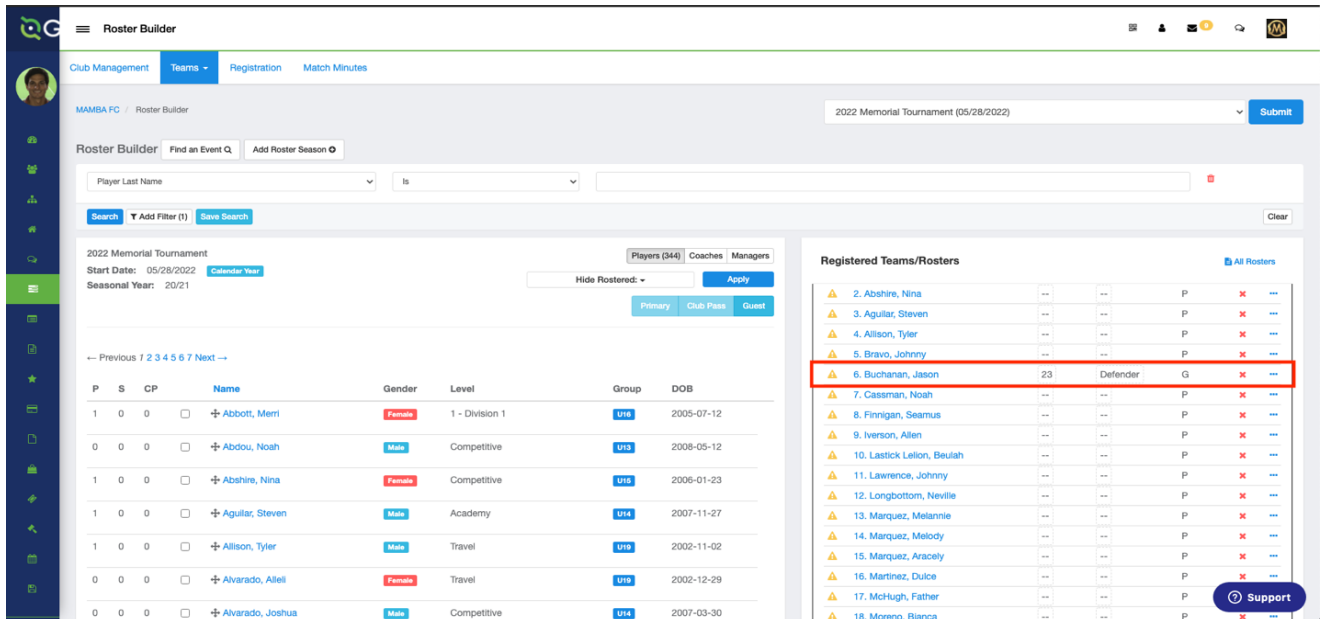 G Roster Builder 0
Club Management Teams Registration Match Minutes
MAMBA FC / Roster Builder 2022 Memorial Tournament (05/28/2022) Submit
Roster Builder Find an Event Add Roster Season
Player Last Name Is
Search Add Filter (1) Save Search Clear
2022 Memorial Tournament Players (344) Coaches Managers
Start Date: 05/28/2022 Calendar Year Hide Rostered: Apply
Seasonal Year: 20/21
Primary Club Pass Guest
← Previous 1 2 3 4 5 6 7 Next →
P S CP Name Gender Level Group DOB
1 0 0 Abbott, Merri Female 1 - Division 1 U16 2005-07-12
0 0 0 Abdou, Noah Male Competitive U13 2008-05-12
1 0 0 Abshire, Nina Female Competitive U15 2006-01-23
1 0 0 Aguilar, Steven Male Academy U14 2007-11-27
1 0 0 Allison, Tyler Male Travel U19 2002-11-02
0 0 0 Alvarado, Alleli Female Travel U19 2002-12-29
0 0 0 Alvarado, Joshua Male Competitive U14 2007-03-30
Registered Teams/Rosters All Rosters
2. Abshire, Nina -- -- P
3. Aguilar, Steven -- -- P
4. Allison, Tyler -- -- P
5. Bravo, Johnny -- -- P
6. Buchanan, Jason 23 Defender G
7. Cassman, Noah -- -- P
8. Finnigan, Seamus -- -- P
9. Iverson, Allen -- -- P
10. Lastick Lelion, Beulah -- -- P
11. Lawrence, Johnny -- -- P
12. Longbottom, Neville -- -- P
13. Marquez, Melannie -- -- P
14. Marquez, Melody -- -- P
15. Marquez, Aracely -- -- P
16. Martinez, Dulce -- -- P
17. McHugh, Father -- -- P
18. Moreno, Bianca -- -- P
Support